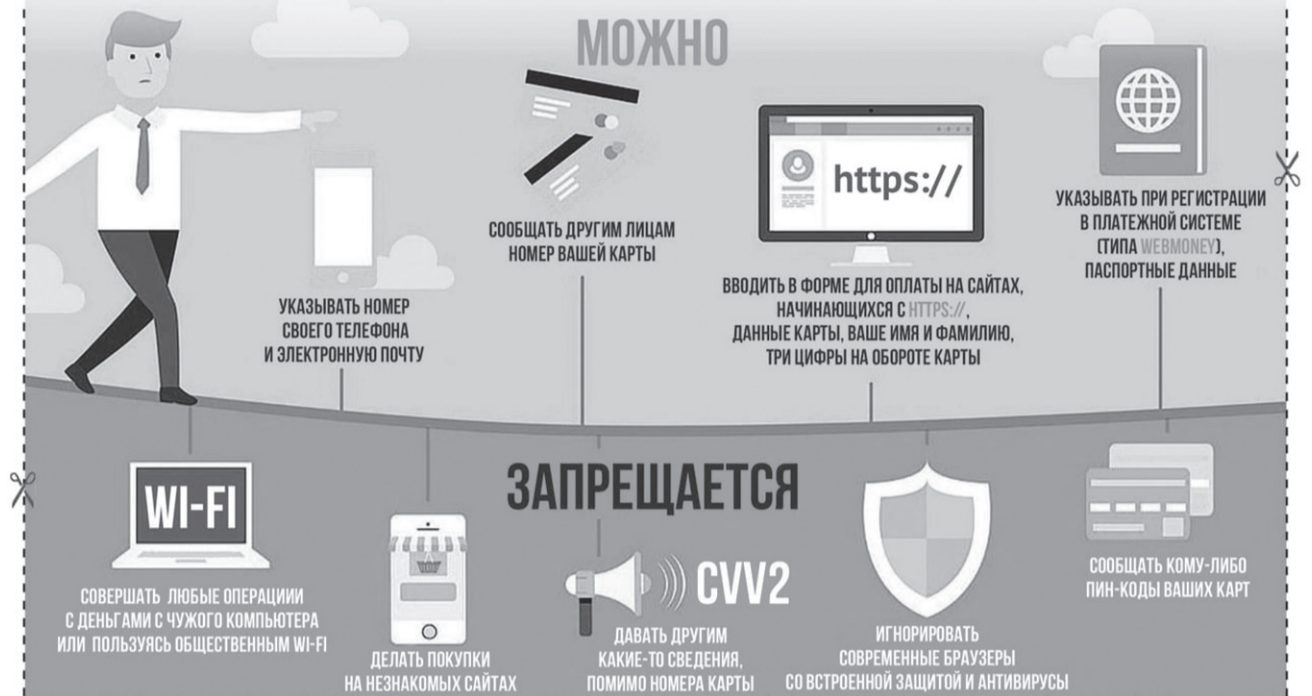 МОЖНО
УКАЗЫВАТЬ НОМЕР
СВОЕГО ТЕЛЕФОНА
И ЭЛЕКТРОННУЮ ПОЧТУ
СООБЩАТЬ ДРУГИМ ЛИЦАМ
НОМЕР ВАШЕЙ КАРТЫ
https://
ВВОДИТЬ В ФОРМЕ ДЛЯ ОПЛАТЫ НА САЙТАХ,
НАЧИНАЮЩИХСЯ С HTTPS://,
ДАННЫЕ КАРТЫ, ВАШЕ ИМЯ И ФАМИЛИЮ,
ТРИ ЦИФРЫ НА ОБОРОТЕ КАРТЫ
УКАЗЫВАТЬ ПРИ РЕГИСТРАЦИИ
В ПЛАТЕЖНОЙ СИСТЕМЕ
(ТИПА WEBMONEY),
ПАСПОРТНЫЕ ДАННЫЕ
ЗАПРЕЩАЕТСЯ
WI-FI
СОВЕРШАТЬ ЛЮБЫЕ ОПЕРАЦИИИ
С ДЕНЬГАМИ С ЧУЖОГО КОМПЬЮТЕРА
ИЛИ ПОЛЬЗУЯСЬ ОБЩЕСТВЕННЫМ WI-FI
ДЕЛАТЬ ПОКУПКИ
НА НЕЗНАКОМЫХ САЙТАХ
CVV2
ДАВАТЬ ДРУГИМ
КАКИЕ-ТО СВЕДЕНИЯ,
ПОМИМО НОМЕРА КАРТЫ
ИГНОРИРОВАТЬ
СОВРЕМЕННЫЕ БРАУЗЕРЫ
СО ВСТРОЕННОЙ ЗАЩИТОЙ И АНТИВИРУСЫ
СООБЩАТЬ КОМУ-ЛИБО
ПИН-КОДЫ ВАШИХ КАРТ